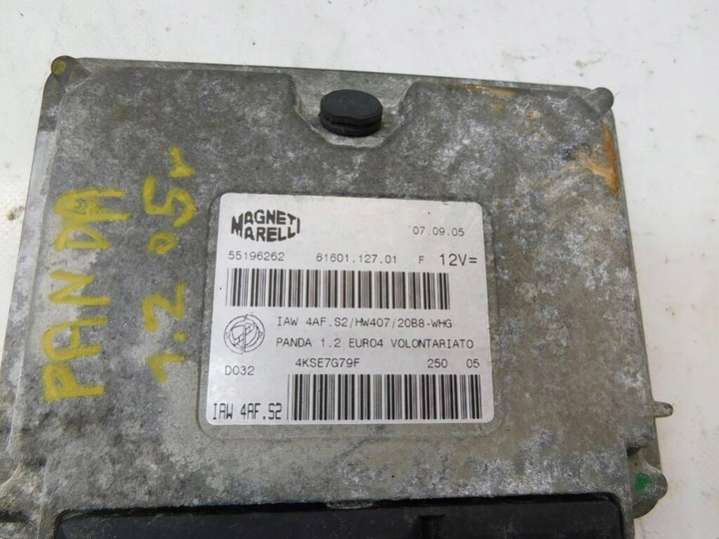 PANDA
1.2 05r
MAGNETI
MARELLI
07.09.05
55196262 61601.127.01 F 12V=
IAW 4AF.S2/HW407/20B8-WHG
PANDA 1.2 EURO4 VOLONTARIATO
D032 4KSE7G79F 250 05
IAW 4AF.S2